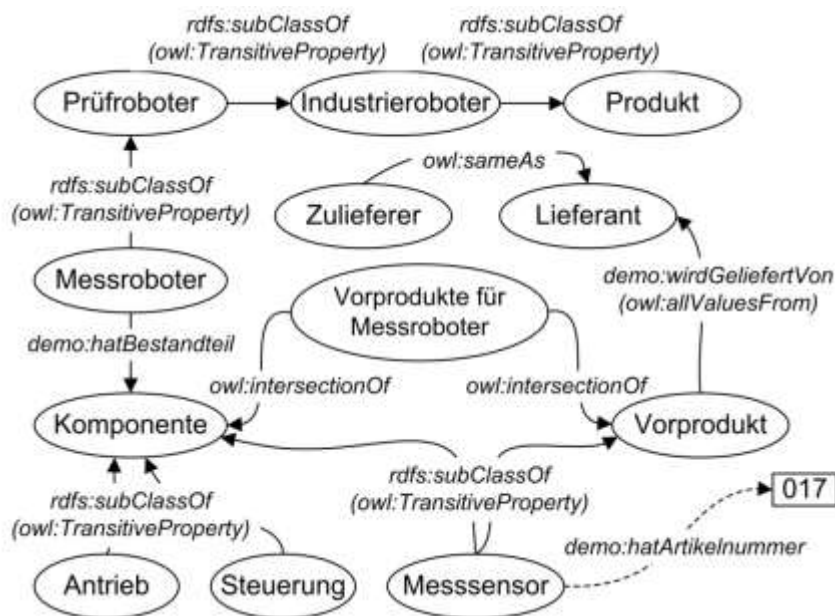 rdfs:subClassOf
(owl:TransitiveProperty)
rdfs:subClassOf
(owl:TransitiveProperty)
Prüfroboter
Industrieroboter
Produkt
rdfs:subClassOf
(owl:TransitiveProperty)
owl:sameAs
Zulieferer
Lieferant
Messroboter
Vorprodukte für
Messroboter
demo:wirdGeliefertVon
(owl:allValuesFrom)
demo:hatBestandteil
owl:intersectionOf
owl:intersectionOf
Komponente
Vorprodukt
rdfs:subClassOf
(owl:TransitiveProperty)
rdfs:subClassOf
(owl:TransitiveProperty)
017
demo:hatArtikelnummer
Antrieb
Steuerung
Messsensor